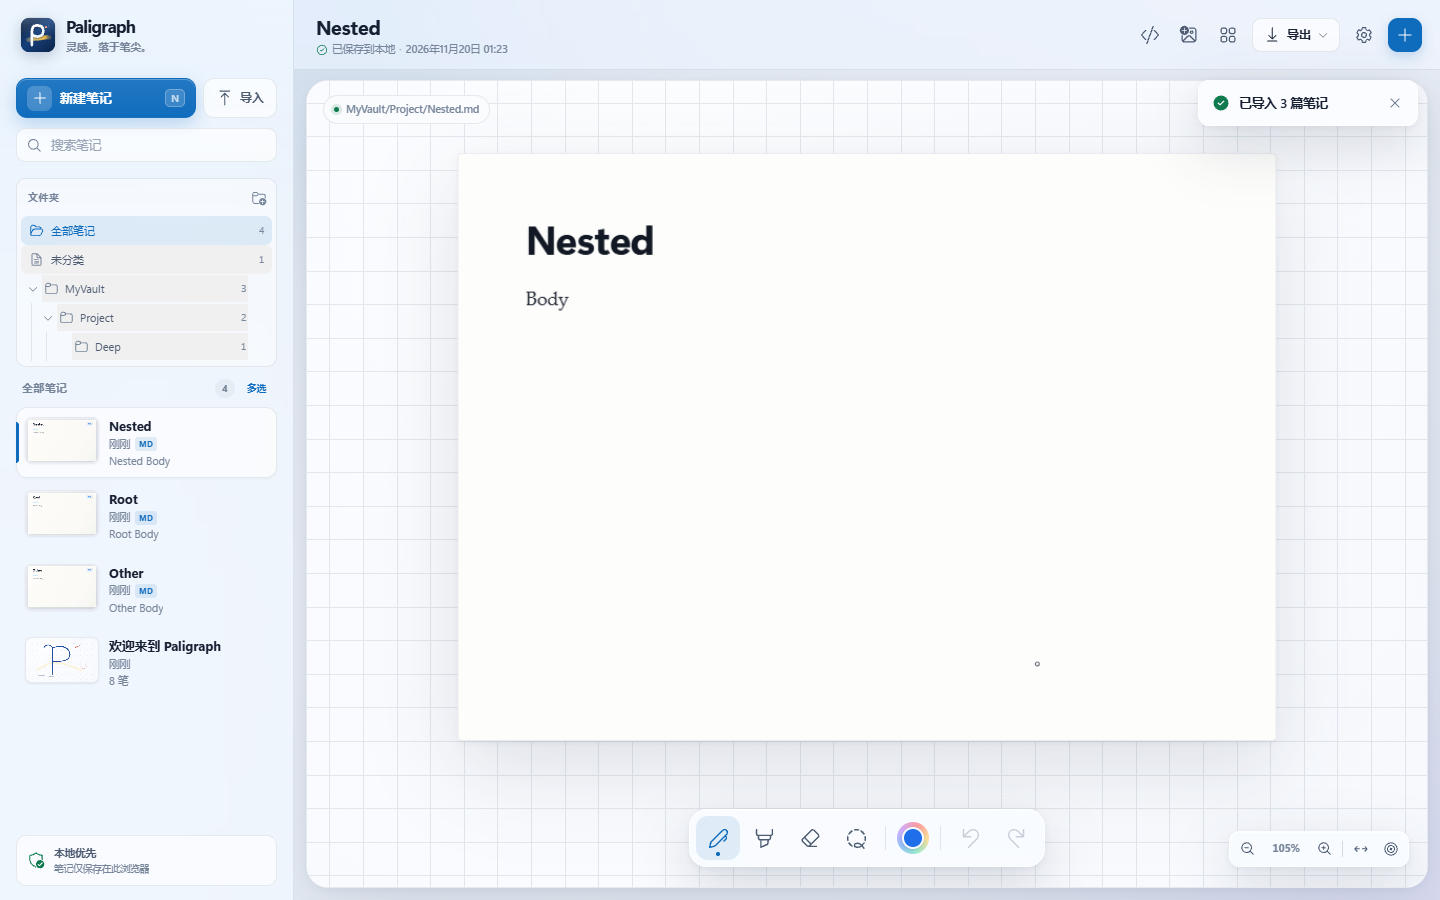 Paligraph
灵感，落于笔尖。
新建笔记 N
导入
搜索笔记
文件夹
全部笔记 4
未分类 1
MyVault 3
Project 2
Deep 1
全部笔记 4 多选
Nested
刚刚 MD
Nested Body
Root
刚刚 MD
Root Body
Other
刚刚 MD
Other Body
欢迎来到 Paligraph
刚刚
8 笔
本地优先
笔记仅保存在此浏览器
Nested
已保存到本地 · 2026年11月20日 01:23
导出
MyVault/Project/Nested.md
已导入 3 篇笔记
Nested
Body
105%